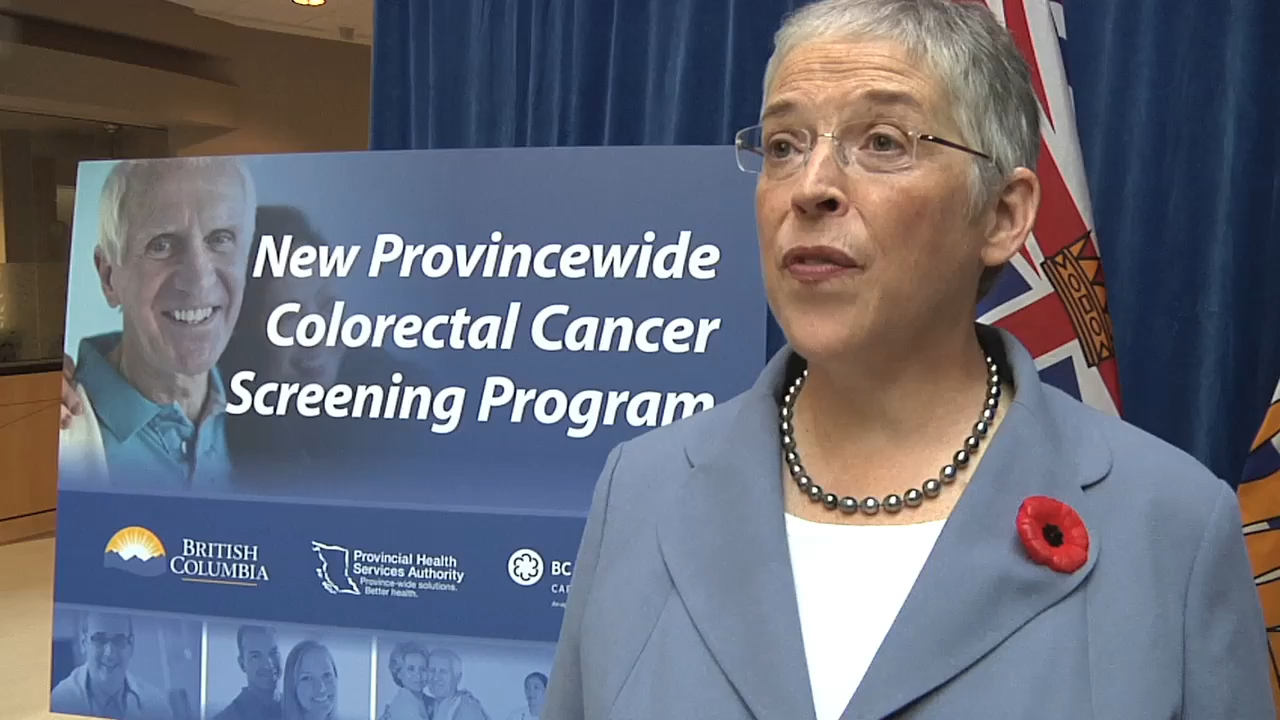 New Provincewide
Colorectal Cancer
Screening Program
BRITISH
COLUMBIA
Provincial Health
Services Authority
Province-wide solutions.
Better health.
BC